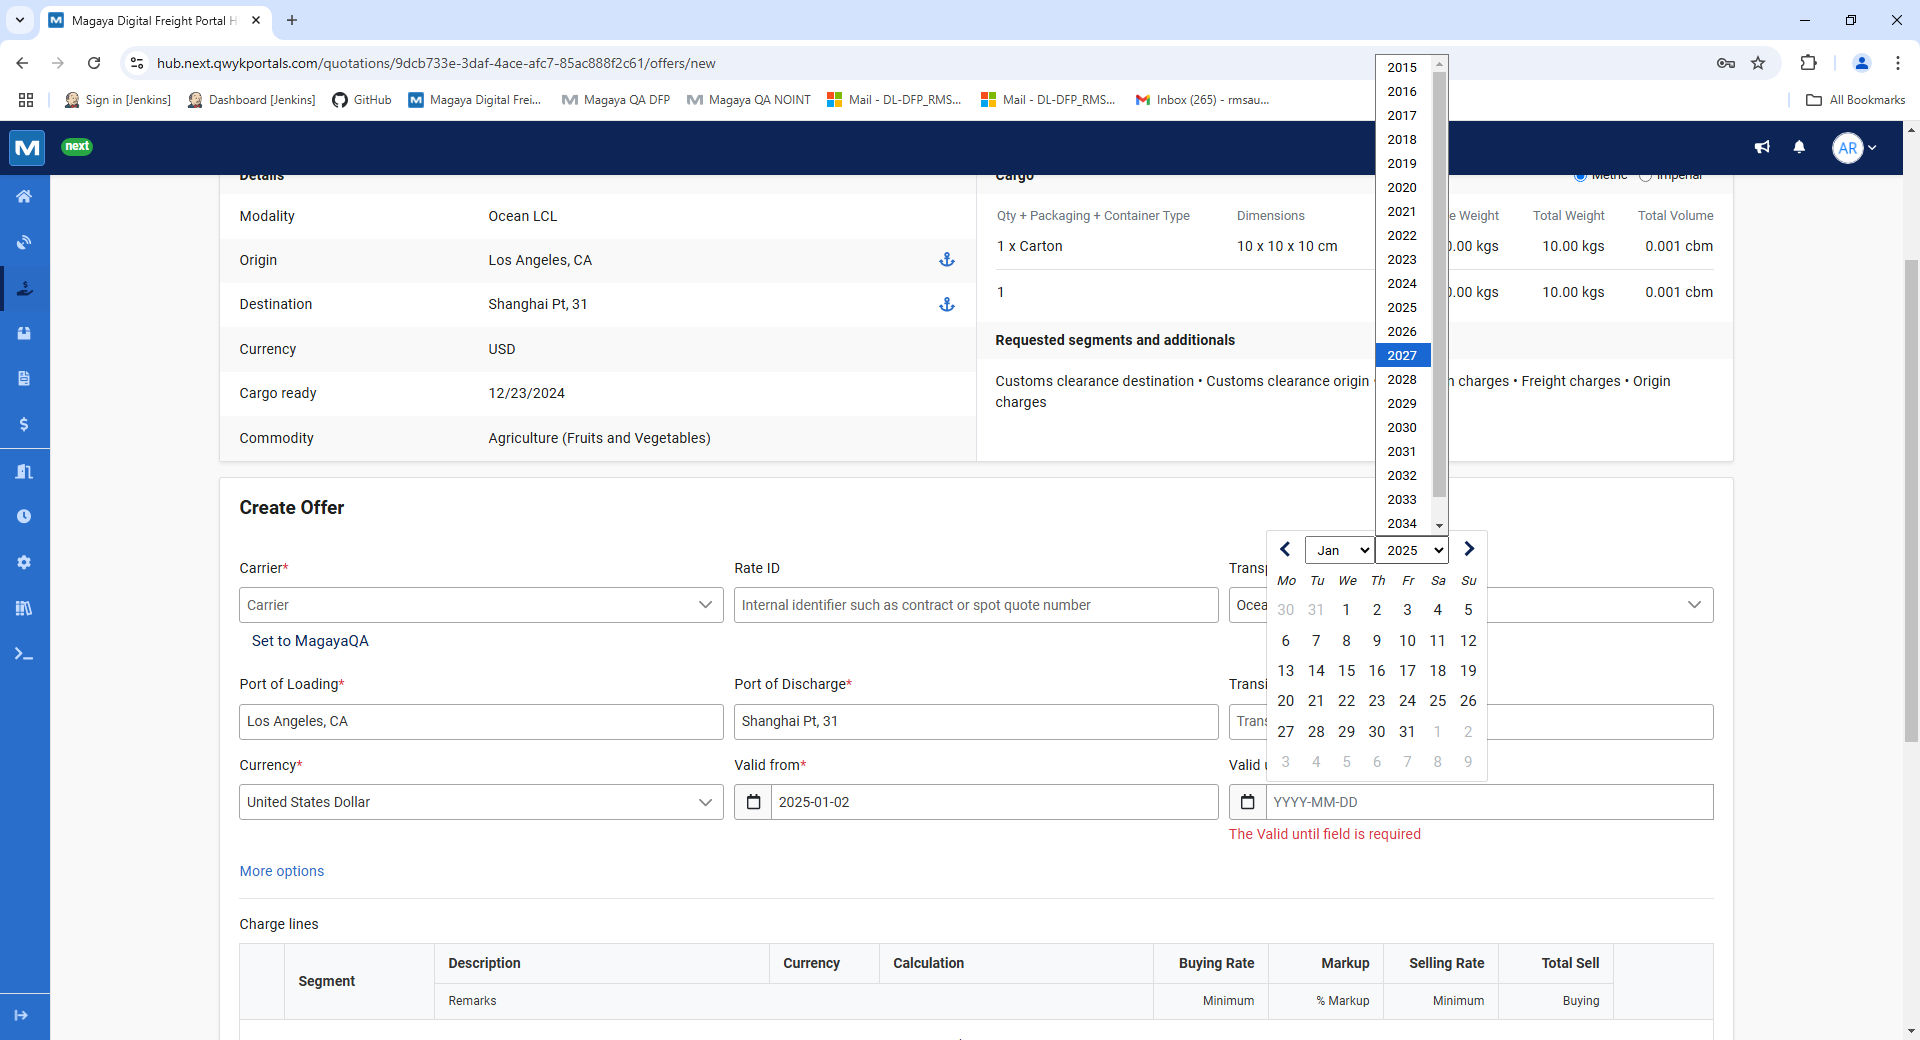 Magaya Digital Freight Portal H
hub.next.qwykportals.com/quotations/9dcb733e-3daf-4ace-afc7-85ac888f2c61/offers/new
Sign in [Jenkins]
Dashboard [Jenkins]
GitHub
Magaya Digital Frei...
Magaya QA DFP
Magaya QA NOINT
Mail - DL-DFP_RMS...
Mail - DL-DFP_RMS...
Inbox (265) - rmsau...
All Bookmarks
next
AR
Details
Modality Ocean LCL
Origin Los Angeles, CA
Destination Shanghai Pt, 31
Currency USD
Cargo ready 12/23/2024
Commodity Agriculture (Fruits and Vegetables)
Cargo
Metric Imperial
Qty + Packaging + Container Type Dimensions e Weight Total Weight Total Volume
1 x Carton 10 x 10 x 10 cm 0.00 kgs 10.00 kgs 0.001 cbm
1 0.00 kgs 10.00 kgs 0.001 cbm
Requested segments and additionals
Customs clearance destination • Customs clearance origin n charges • Freight charges • Origin
charges
2015
2016
2017
2018
2019
2020
2021
2022
2023
2024
2025
2026
2027
2028
2029
2030
2031
2032
2033
2034
Create Offer
Carrier*
Carrier
Set to MagayaQA
Rate ID
Internal identifier such as contract or spot quote number
Transp
Ocea
Jan 2025
Mo Tu We Th Fr Sa Su
30 31 1 2 3 4 5
6 7 8 9 10 11 12
13 14 15 16 17 18 19
20 21 22 23 24 25 26
27 28 29 30 31 1 2
3 4 5 6 7 8 9
Port of Loading*
Los Angeles, CA
Port of Discharge*
Shanghai Pt, 31
Transi
Trans
Currency*
United States Dollar
Valid from*
2025-01-02
Valid u
YYYY-MM-DD
The Valid until field is required
More options
Charge lines
Segment
Description Currency Calculation Buying Rate Markup Selling Rate Total Sell
Remarks Minimum % Markup Minimum Buying